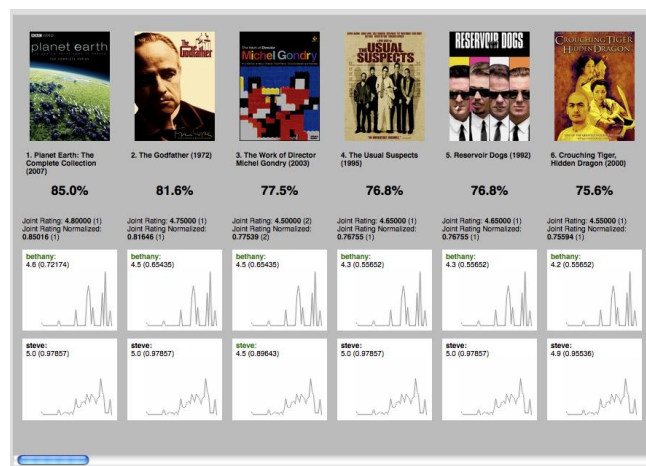 BBC VIDEO
planet earth
THE COMPLETE SERIES
The Godfather
The Work of Director
Michel Gondry
DVD
THE USUAL
SUSPECTS
RESERVOIR DOGS
CROUCHING TIGER
HIDDEN DRAGON
1. Planet Earth: The
Complete Collection
(2007)
2. The Godfather (1972)
3. The Work of Director
Michel Gondry (2003)
4. The Usual Suspects
(1995)
5. Reservoir Dogs (1992)
6. Crouching Tiger,
Hidden Dragon (2000)
85.0%
81.6%
77.5%
76.8%
76.8%
75.6%
Joint Rating: 4.80000 (1)
Joint Rating Normalized:
0.85016 (1)
Joint Rating: 4.75000 (1)
Joint Rating Normalized:
0.81646 (1)
Joint Rating: 4.50000 (2)
Joint Rating Normalized:
0.77539 (2)
Joint Rating: 4.65000 (1)
Joint Rating Normalized:
0.76755 (1)
Joint Rating: 4.65000 (1)
Joint Rating Normalized:
0.76755 (1)
Joint Rating: 4.55000 (1)
Joint Rating Normalized:
0.75594 (1)
bethany:
4.6 (0.72174)
bethany:
4.5 (0.65435)
bethany:
4.5 (0.65435)
bethany:
4.3 (0.55652)
bethany:
4.3 (0.55652)
bethany:
4.2 (0.55652)
steve:
5.0 (0.97857)
steve:
5.0 (0.97857)
steve:
4.5 (0.89643)
steve:
5.0 (0.97857)
steve:
5.0 (0.97857)
steve:
4.9 (0.95536)